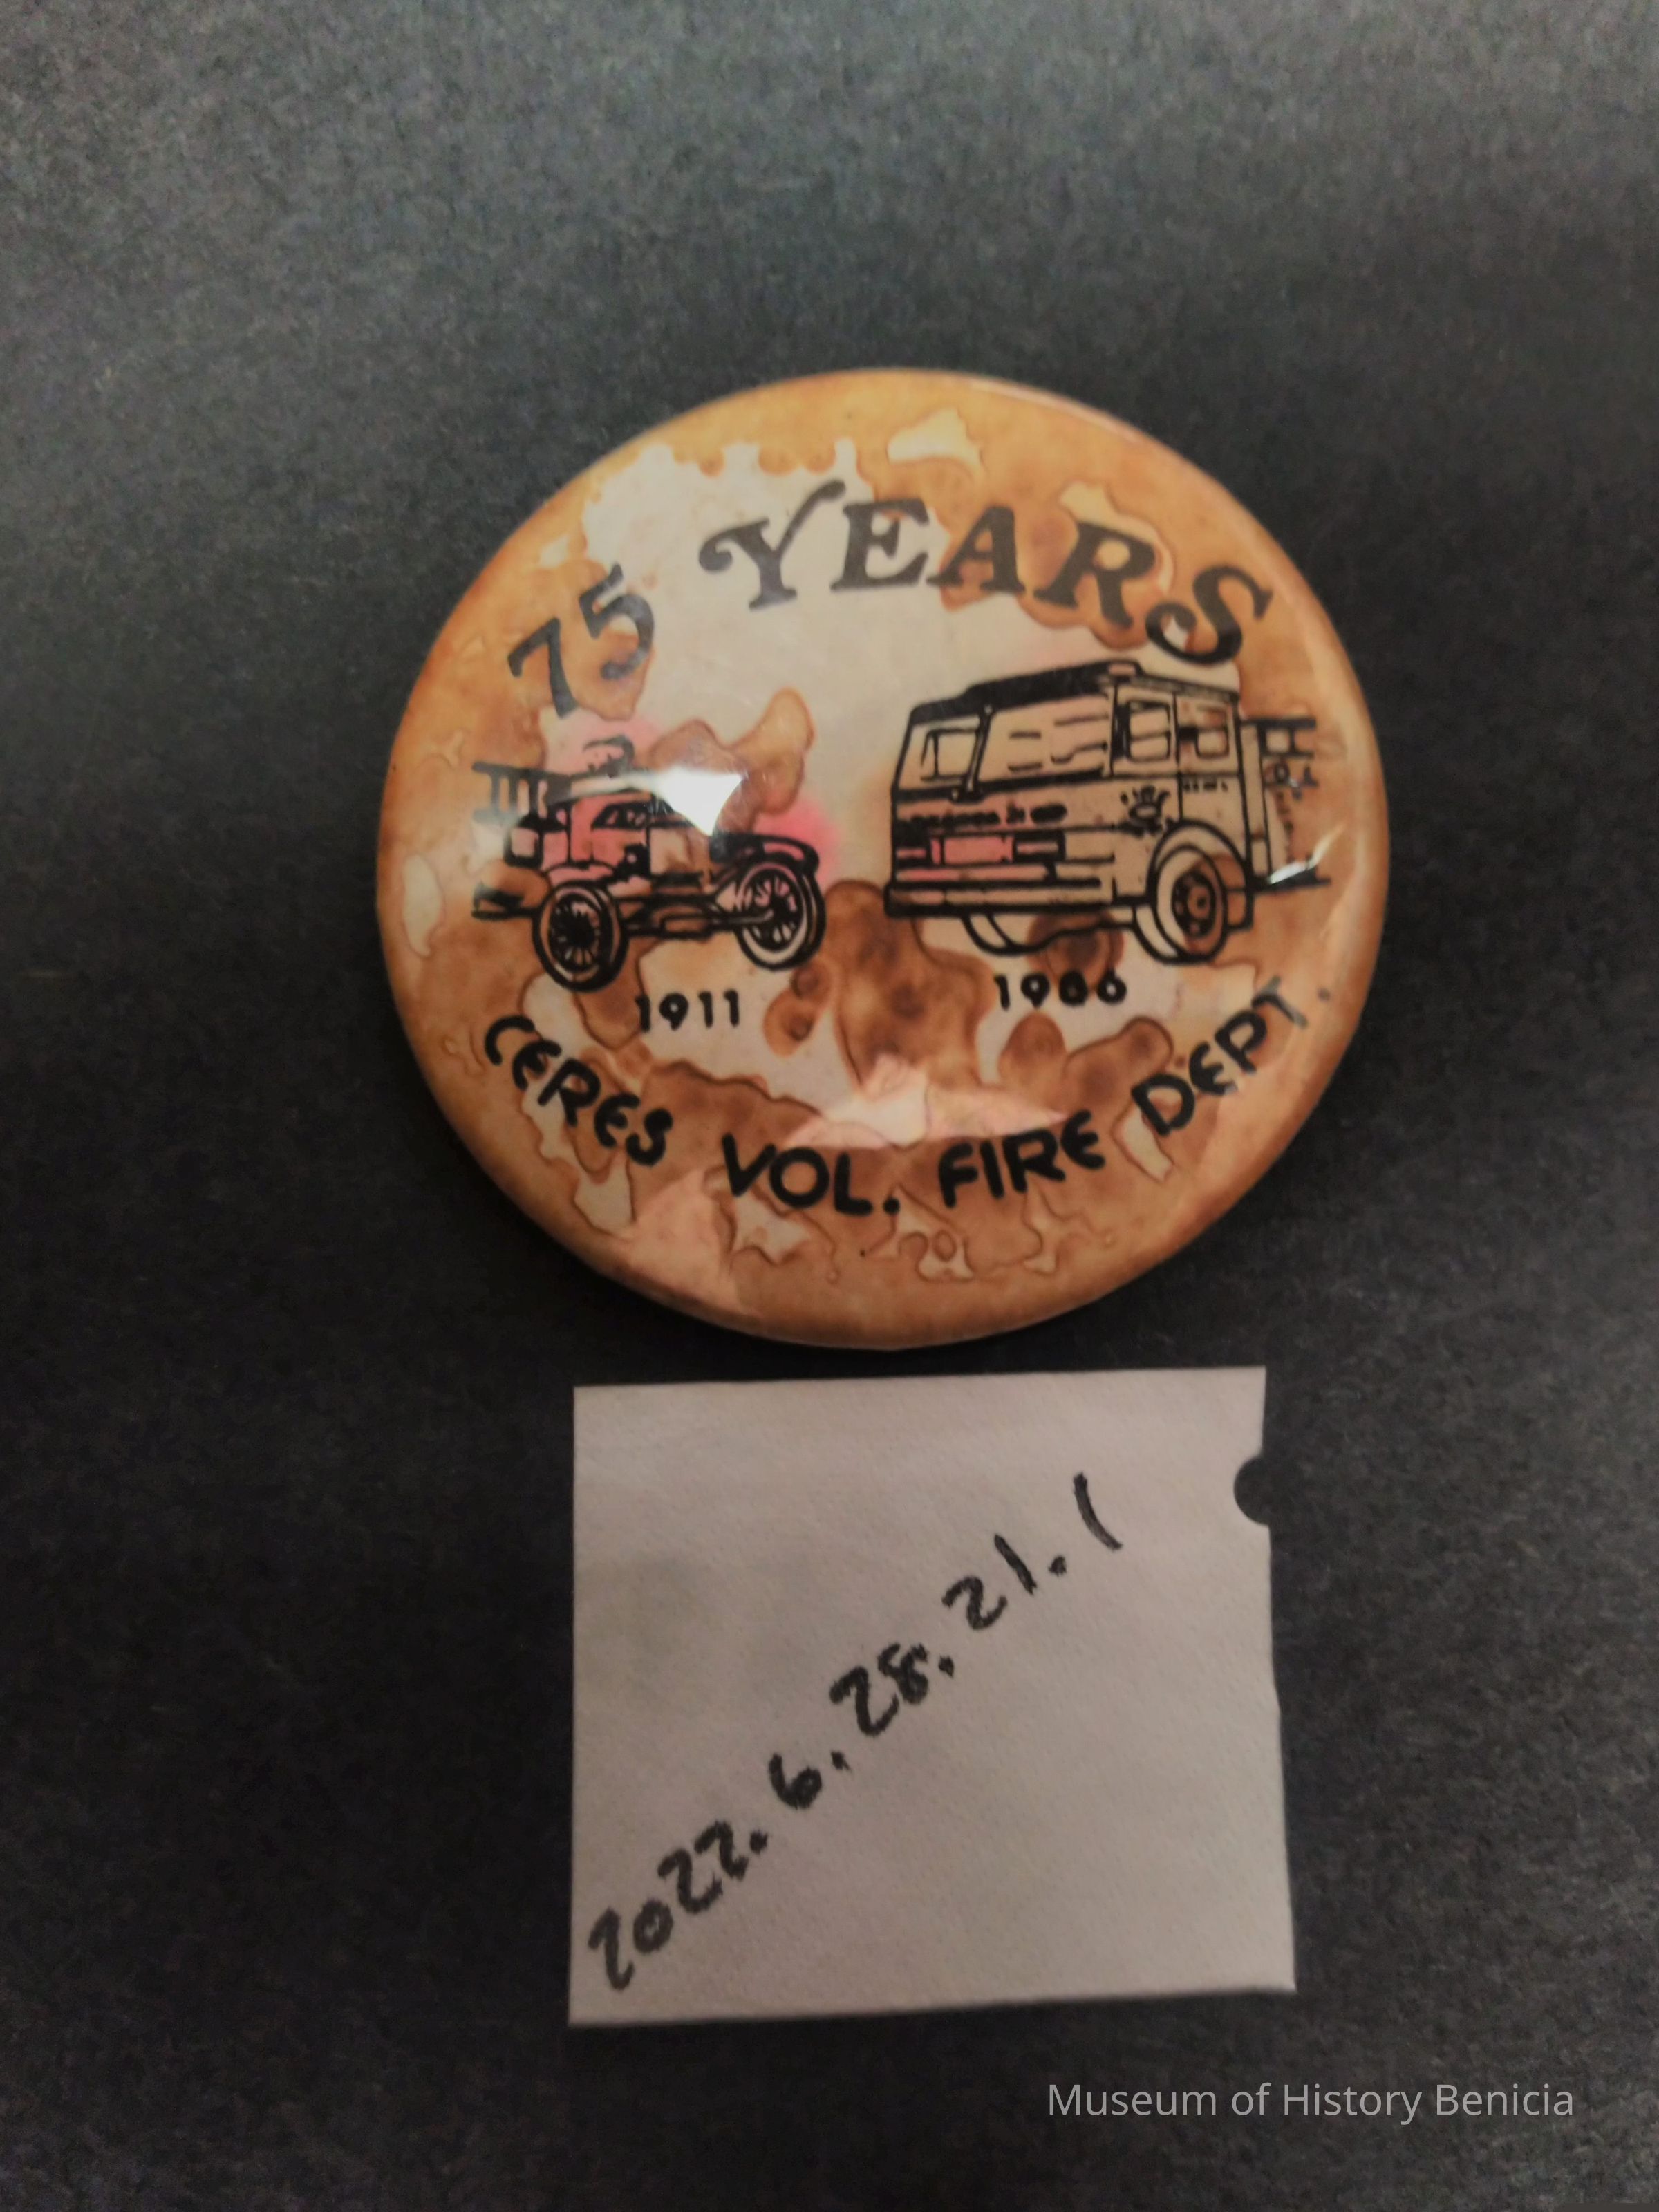 75 YEARS
1911
1986
CERES VOL. FIRE DEPT.
2022.6.28.21.1
Museum of History Benicia